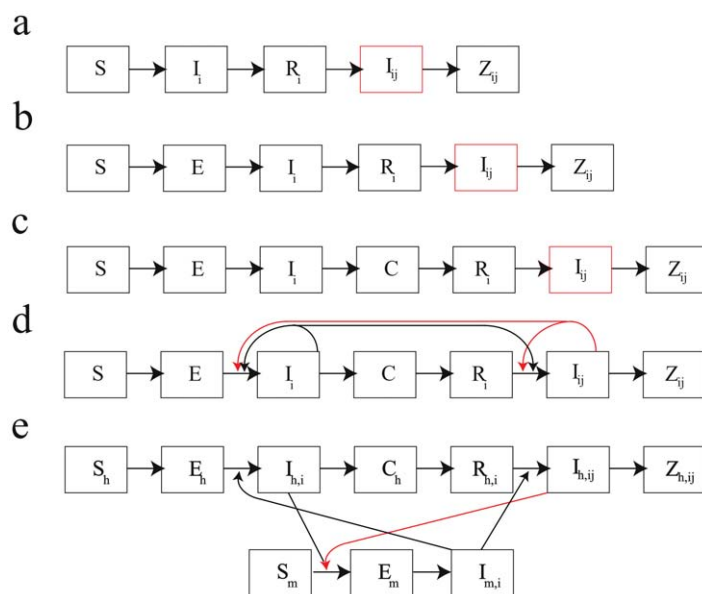 a
S I_i R_i I_ij Z_ij
b
S E I_i R_i I_ij Z_ij
c
S E I_i C R_i I_ij Z_ij
d
S E I_i C R_i I_ij Z_ij
e
S_h E_h I_h,i C_h R_h,i I_h,ij Z_h,ij
S_m E_m I_m,i